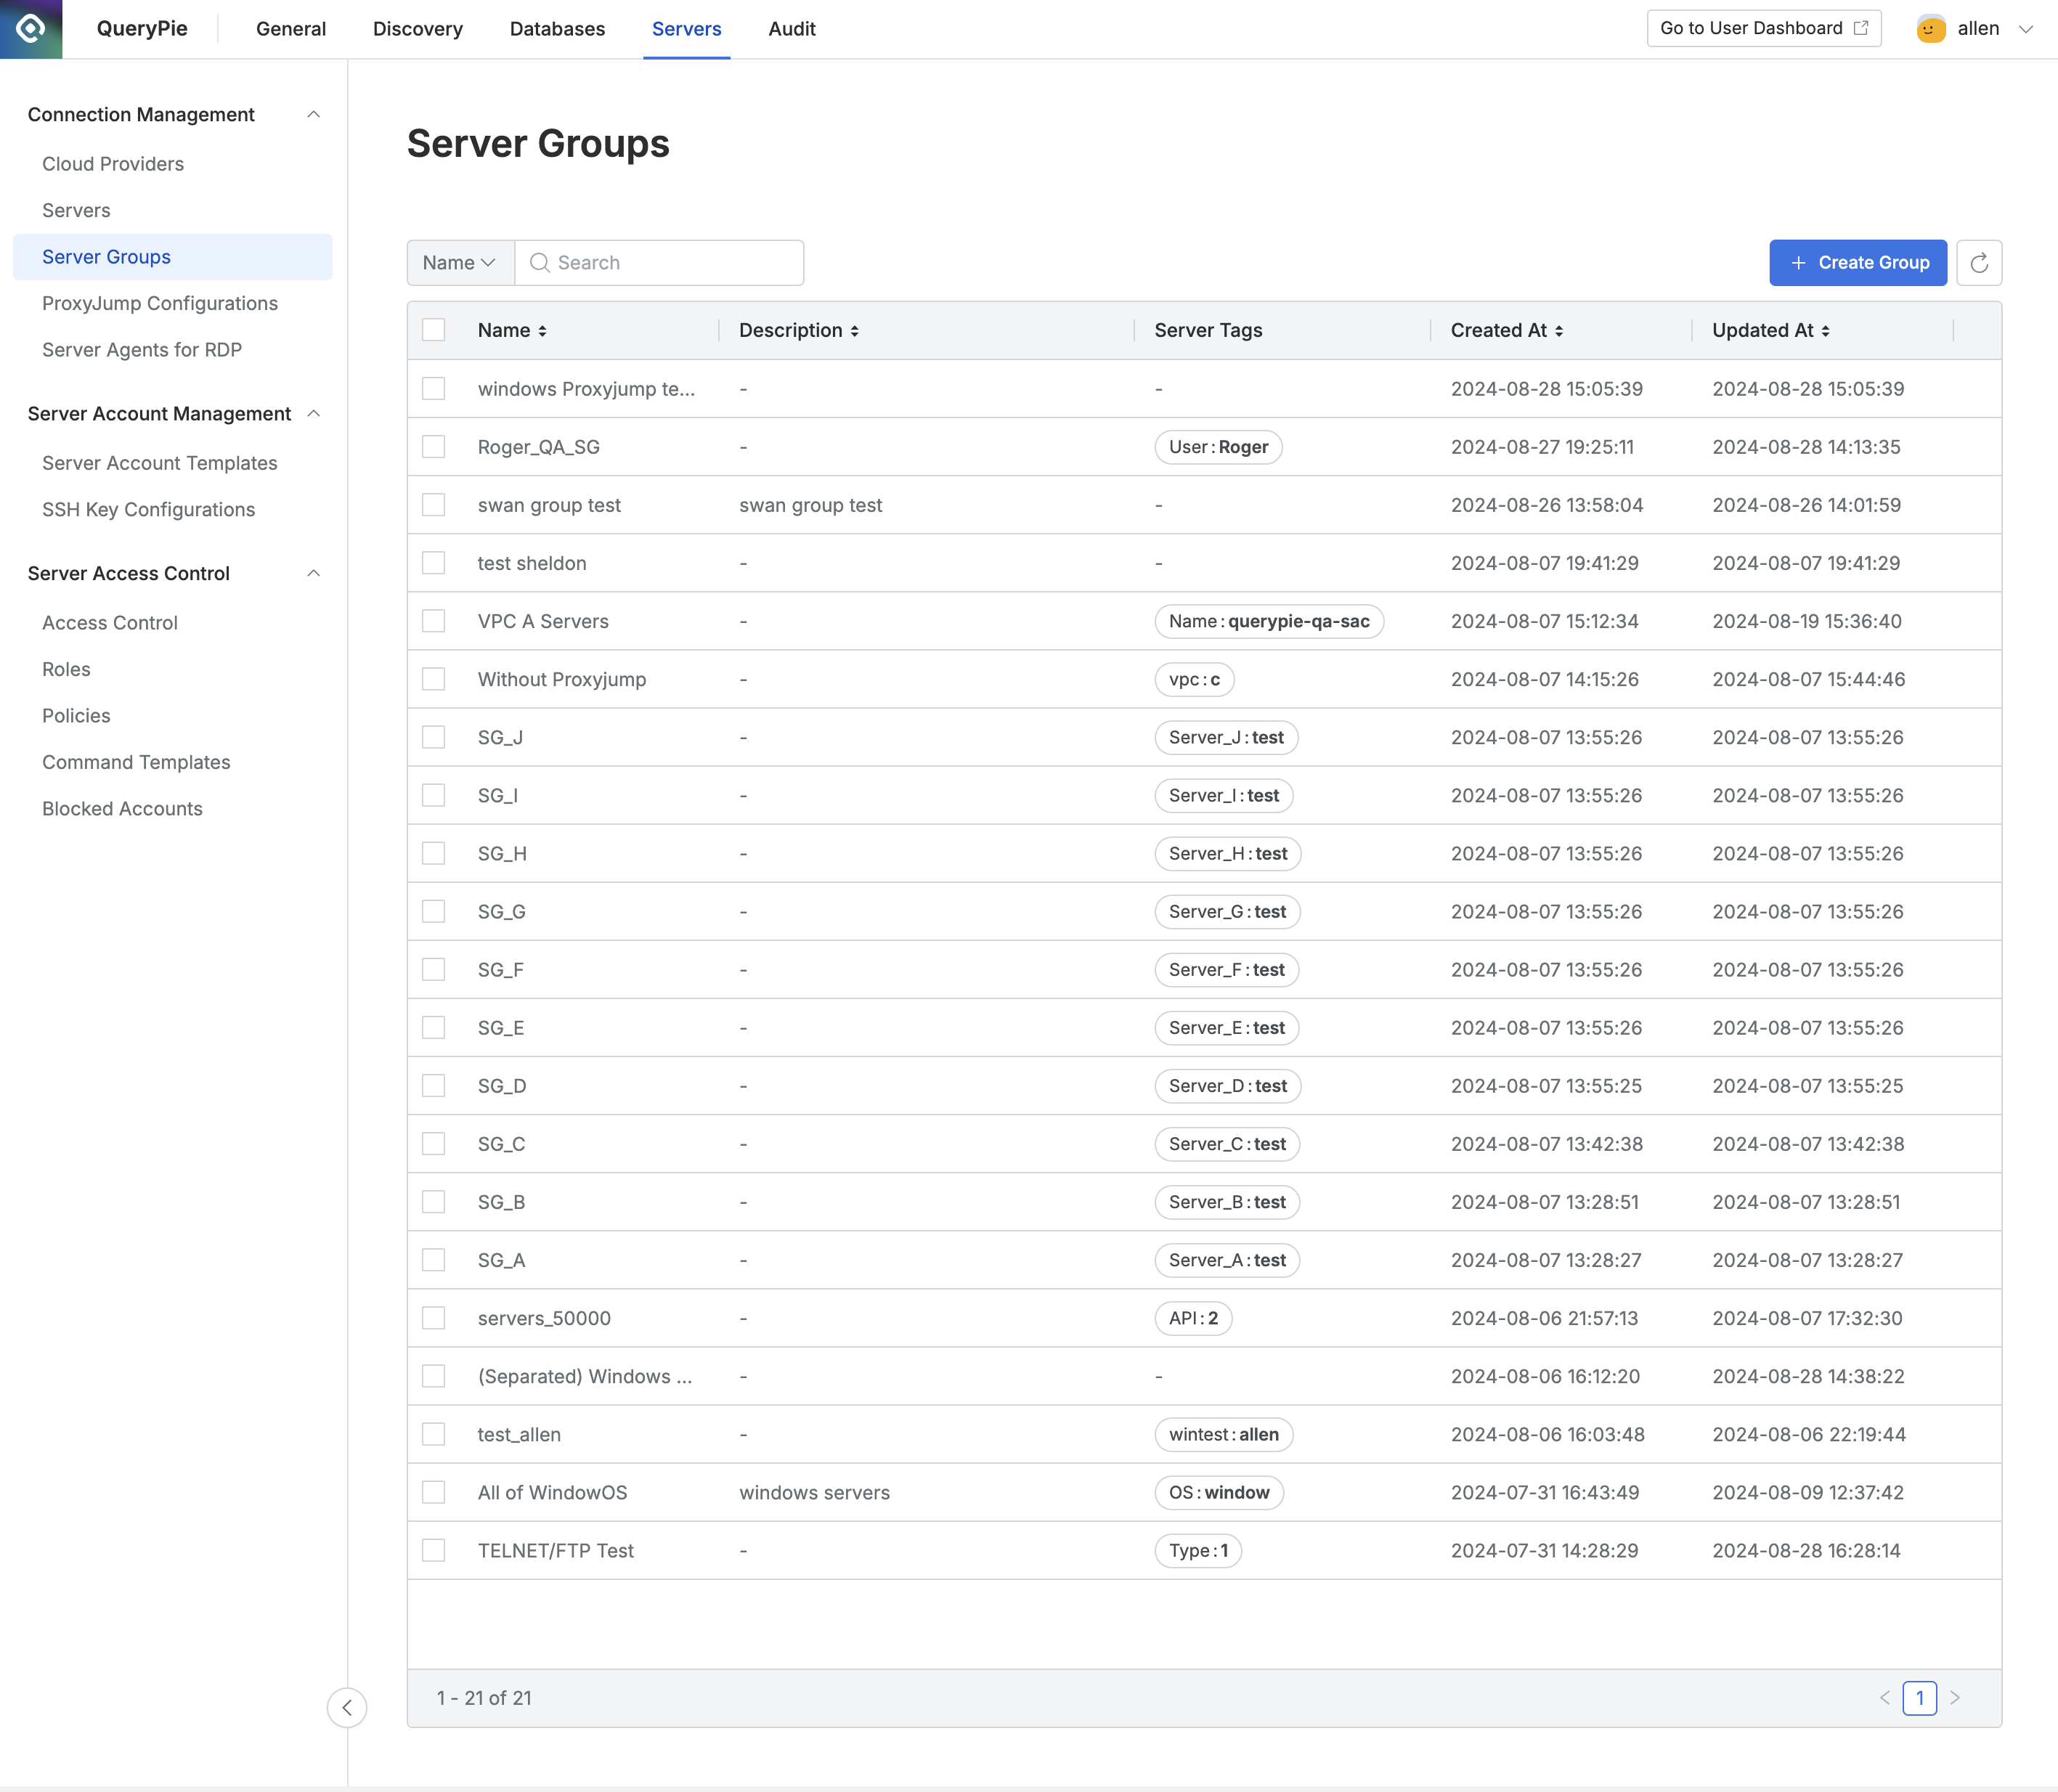 QueryPie General Discovery Databases Servers Audit Go to User Dashboard allen
Connection Management
Cloud Providers
Servers
Server Groups
ProxyJump Configurations
Server Agents for RDP
Server Account Management
Server Account Templates
SSH Key Configurations
Server Access Control
Access Control
Roles
Policies
Command Templates
Blocked Accounts
Server Groups
Name Search + Create Group
Name Description Server Tags Created At Updated At
windows Proxyjump te... - - 2024-08-28 15:05:39 2024-08-28 15:05:39
Roger_QA_SG - User : Roger 2024-08-27 19:25:11 2024-08-28 14:13:35
swan group test swan group test - 2024-08-26 13:58:04 2024-08-26 14:01:59
test sheldon - - 2024-08-07 19:41:29 2024-08-07 19:41:29
VPC A Servers - Name : querypie-qa-sac 2024-08-07 15:12:34 2024-08-19 15:36:40
Without Proxyjump - vpc : c 2024-08-07 14:15:26 2024-08-07 15:44:46
SG_J - Server_J : test 2024-08-07 13:55:26 2024-08-07 13:55:26
SG_I - Server_I : test 2024-08-07 13:55:26 2024-08-07 13:55:26
SG_H - Server_H : test 2024-08-07 13:55:26 2024-08-07 13:55:26
SG_G - Server_G : test 2024-08-07 13:55:26 2024-08-07 13:55:26
SG_F - Server_F : test 2024-08-07 13:55:26 2024-08-07 13:55:26
SG_E - Server_E : test 2024-08-07 13:55:26 2024-08-07 13:55:26
SG_D - Server_D : test 2024-08-07 13:55:25 2024-08-07 13:55:25
SG_C - Server_C : test 2024-08-07 13:42:38 2024-08-07 13:42:38
SG_B - Server_B : test 2024-08-07 13:28:51 2024-08-07 13:28:51
SG_A - Server_A : test 2024-08-07 13:28:27 2024-08-07 13:28:27
servers_50000 - API : 2 2024-08-06 21:57:13 2024-08-07 17:32:30
(Separated) Windows ... - - 2024-08-06 16:12:20 2024-08-28 14:38:22
test_allen - wintest : allen 2024-08-06 16:03:48 2024-08-06 22:19:44
All of WindowOS windows servers OS : window 2024-07-31 16:43:49 2024-08-09 12:37:42
TELNET/FTP Test - Type : 1 2024-07-31 14:28:29 2024-08-28 16:28:14
1 - 21 of 21 < 1 >